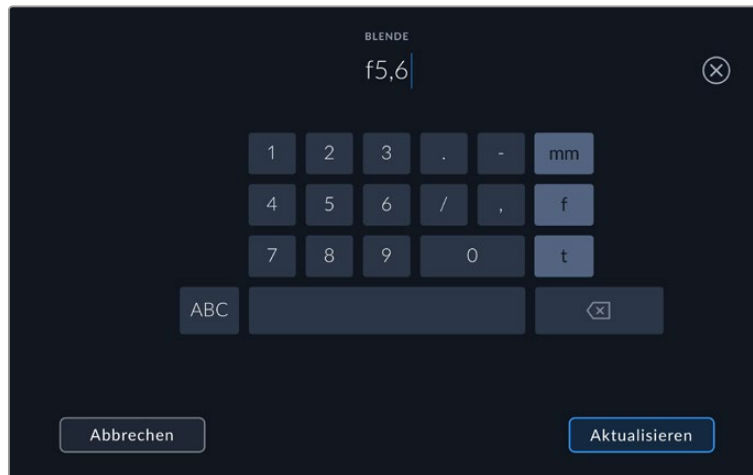 BLENDE
f5,6
1 2 3 . - mm
4 5 6 / , f
7 8 9 0 t
ABC
Abbrechen Aktualisieren